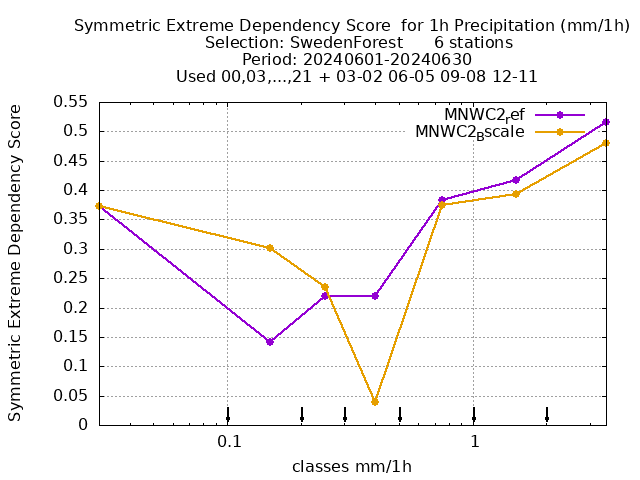 Symmetric Extreme Dependency Score  for 1h Precipitation (mm/1h)
Selection: SwedenForest      6 stations
Period: 20240601-20240630
Used 00,03,...,21 + 03-02 06-05 09-08 12-11
MNWC2ref
MNWC2Bscale
Symmetric Extreme Dependency Score
0.55
0.5
0.45
0.4
0.35
0.3
0.25
0.2
0.15
0.1
0.05
0
0.1
1
classes mm/1h